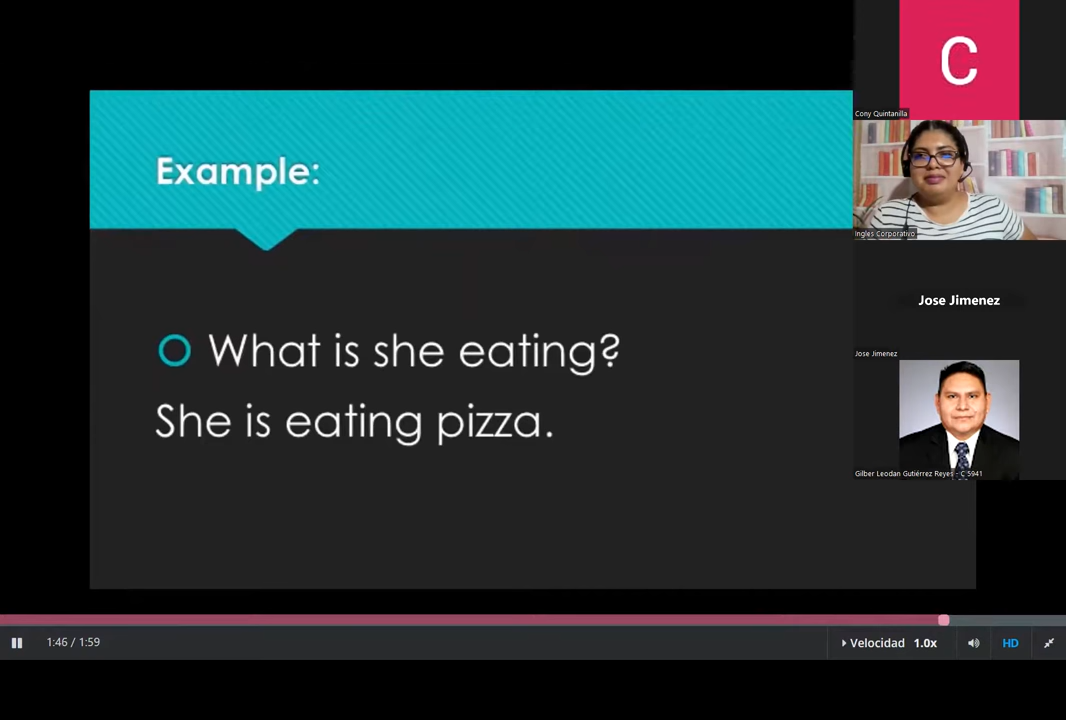 C
Cony Quintanilla
Example:
Ingles Corporativo
Jose Jimenez
What is she eating?
Jose Jimenez
She is eating pizza.
Gilber Leodan Gutiérrez Reyes - C 5941
1:46 / 1:59
Velocidad 1.0x
HD